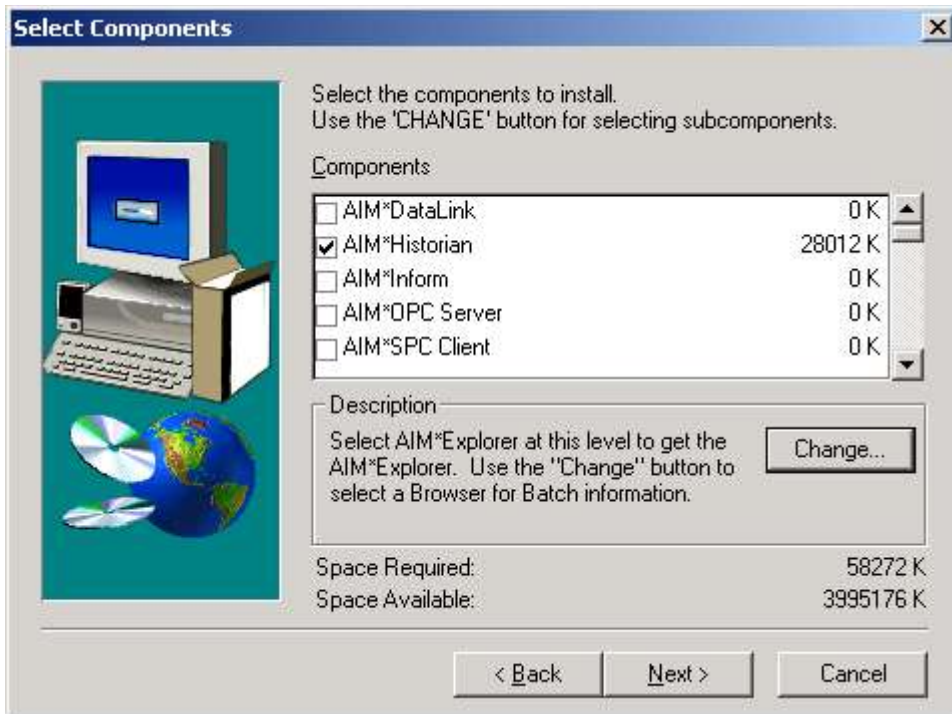 Select Components
Select the components to install.
Use the 'CHANGE' button for selecting subcomponents.
Components
AIM*DataLink 0 K
AIM*Historian 28012 K
AIM*Inform 0 K
AIM*OPC Server 0 K
AIM*SPC Client 0 K
Description
Select AIM*Explorer at this level to get the
AIM*Explorer. Use the "Change" button to
select a Browser for Batch information.
Change...
Space Required: 58272 K
Space Available: 3995176 K
< Back Next > Cancel